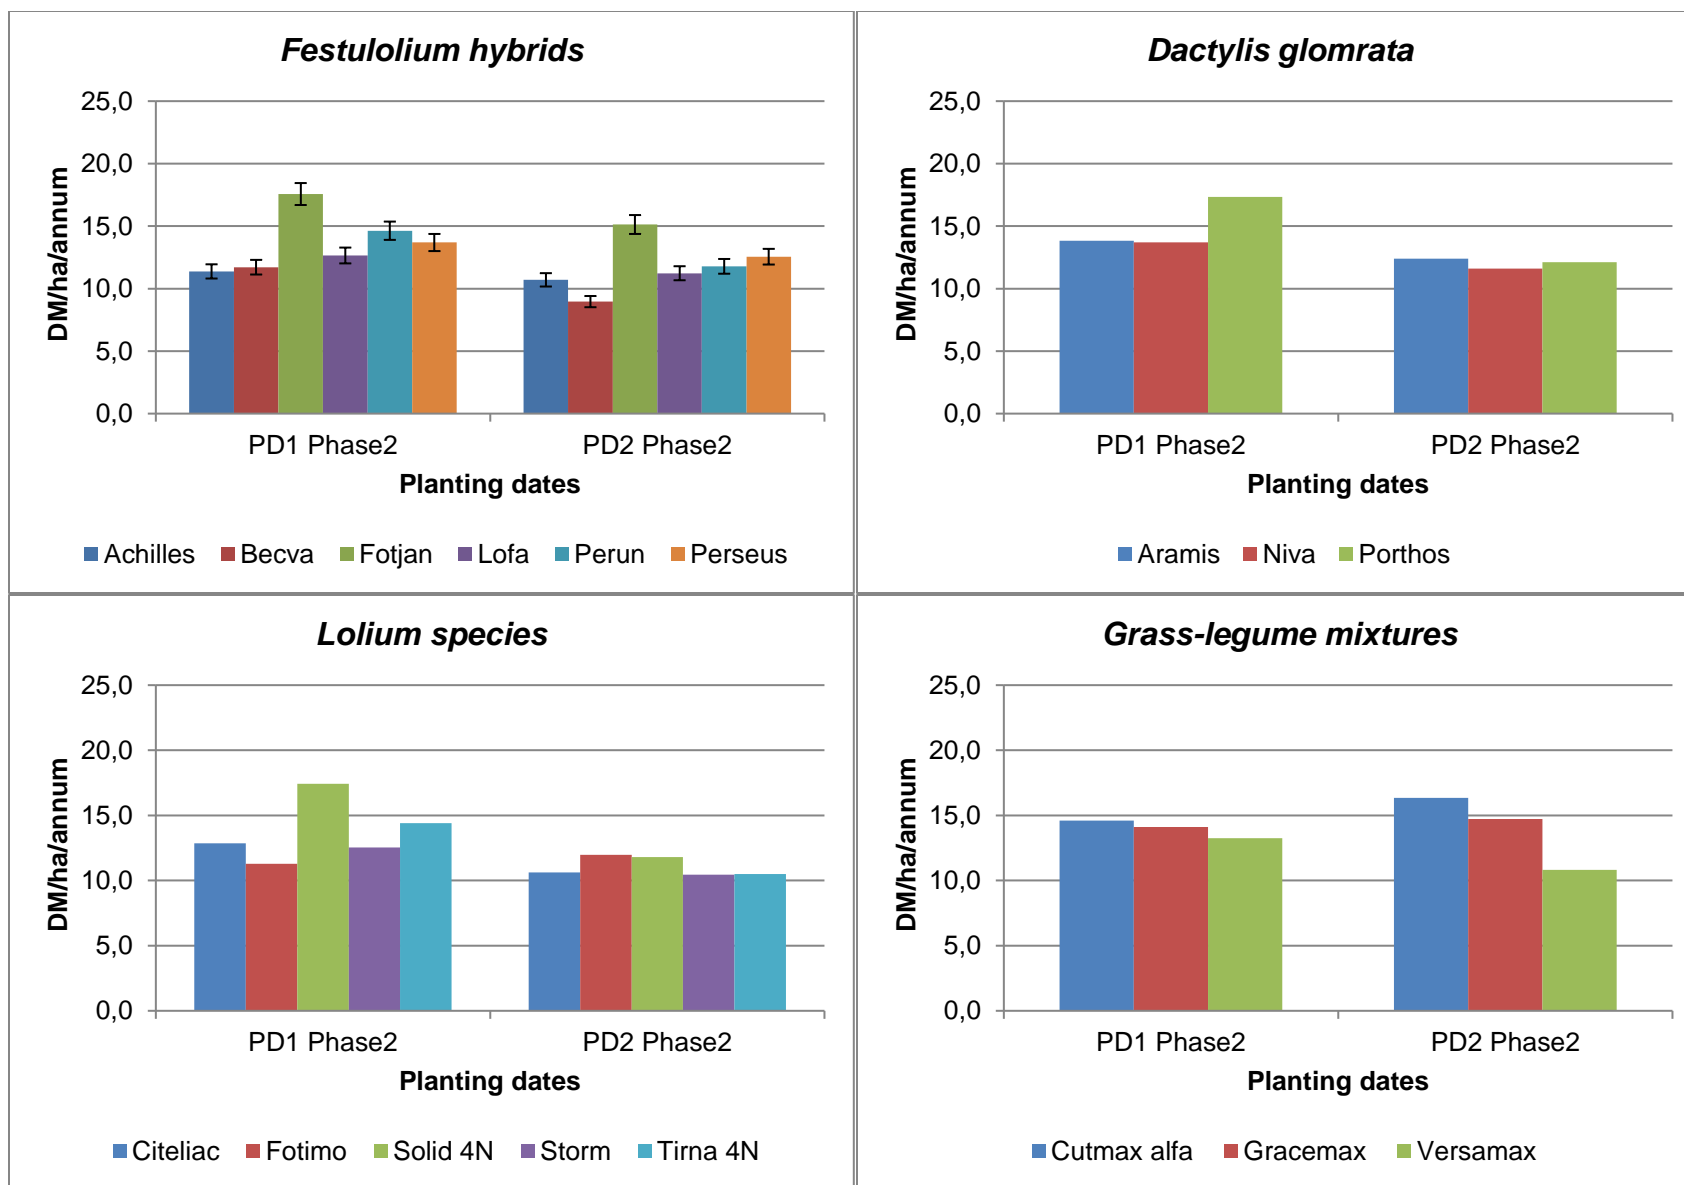 Festulolium hybrids
25,0
20,0
15,0
10,0
5,0
0,0
DM/ha/annum
PD1 Phase2 PD2 Phase2
Planting dates
Achilles Becva Fotjan Lofa Perun Perseus
Dactylis glomrata
25,0
20,0
15,0
10,0
5,0
0,0
DM/ha/annum
PD1 Phase2 PD2 Phase2
Planting dates
Aramis Niva Porthos
Lolium species
25,0
20,0
15,0
10,0
5,0
0,0
DM/ha/annum
PD1 Phase2 PD2 Phase2
Planting dates
Citeliac Fotimo Solid 4N Storm Tirna 4N
Grass-legume mixtures
25,0
20,0
15,0
10,0
5,0
0,0
DM/ha/annum
PD1 Phase2 PD2 Phase2
Planting dates
Cutmax alfa Gracemax Versamax